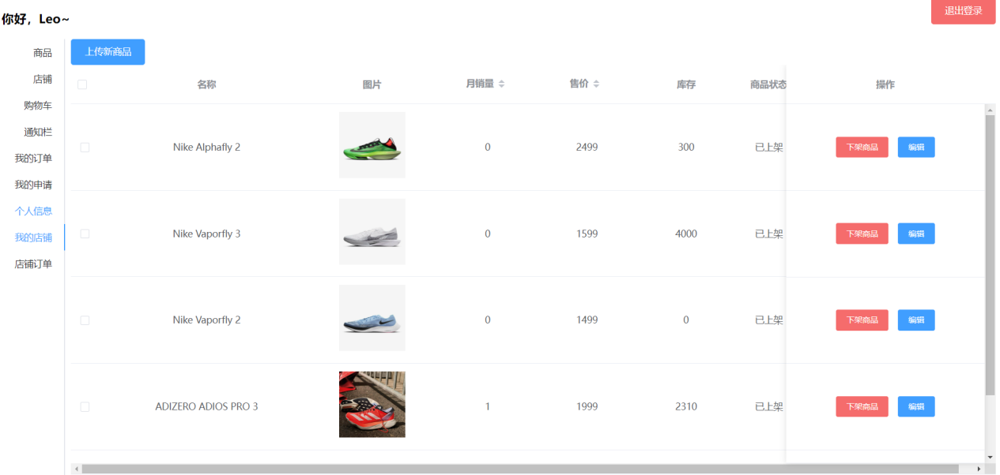 退出登录
你好，Leo~
商品
店铺
购物车
通知栏
我的订单
我的申请
个人信息
我的店铺
店铺订单
上传新商品
名称 图片 月销量 售价 库存 商品状态 操作
Nike Alphafly 2 0 2499 300 已上架 下架商品 编辑
Nike Vaporfly 3 0 1599 4000 已上架 下架商品 编辑
Nike Vaporfly 2 0 1499 0 已上架 下架商品 编辑
ADIZERO ADIOS PRO 3 1 1999 2310 已上架 下架商品 编辑